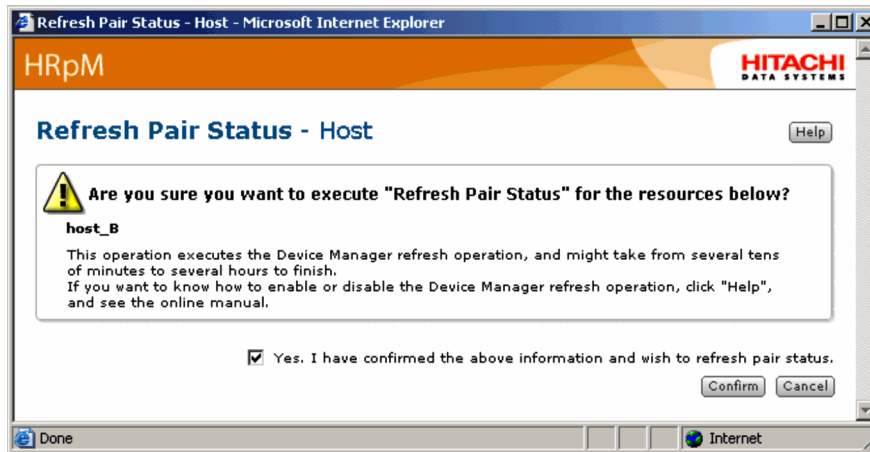 Refresh Pair Status - Host - Microsoft Internet Explorer
HRpM
HITACHI
DATA SYSTEMS
Refresh Pair Status - Host
Help
Are you sure you want to execute "Refresh Pair Status" for the resources below?
host_B
This operation executes the Device Manager refresh operation, and might take from several tens
of minutes to several hours to finish.
If you want to know how to enable or disable the Device Manager refresh operation, click "Help",
and see the online manual.
Yes. I have confirmed the above information and wish to refresh pair status.
Confirm Cancel
Done Internet